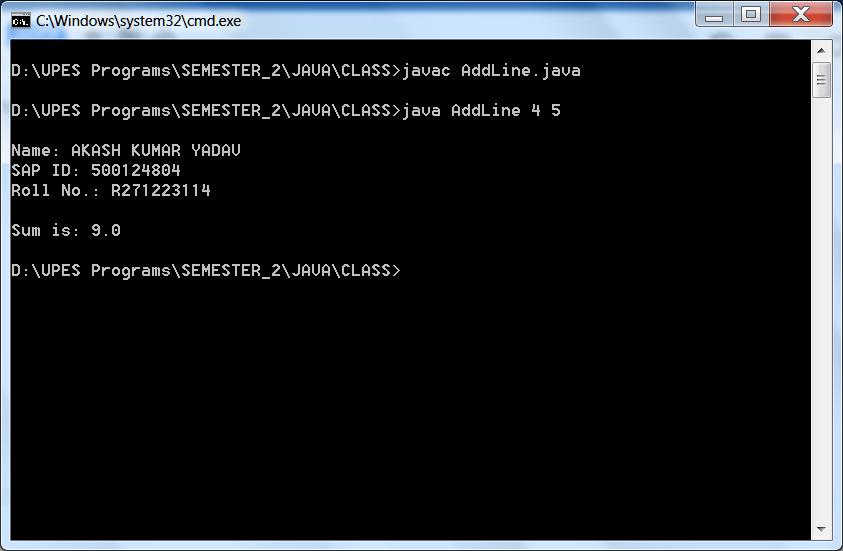 C:\Windows\system32\cmd.exe
D:\UPES Programs\SEMESTER_2\JAVA\CLASS>javac AddLine.java
D:\UPES Programs\SEMESTER_2\JAVA\CLASS>java AddLine 4 5
Name: AKASH KUMAR YADAV
SAP ID: 500124804
Roll No.: R271223114
Sum is: 9.0
D:\UPES Programs\SEMESTER_2\JAVA\CLASS>